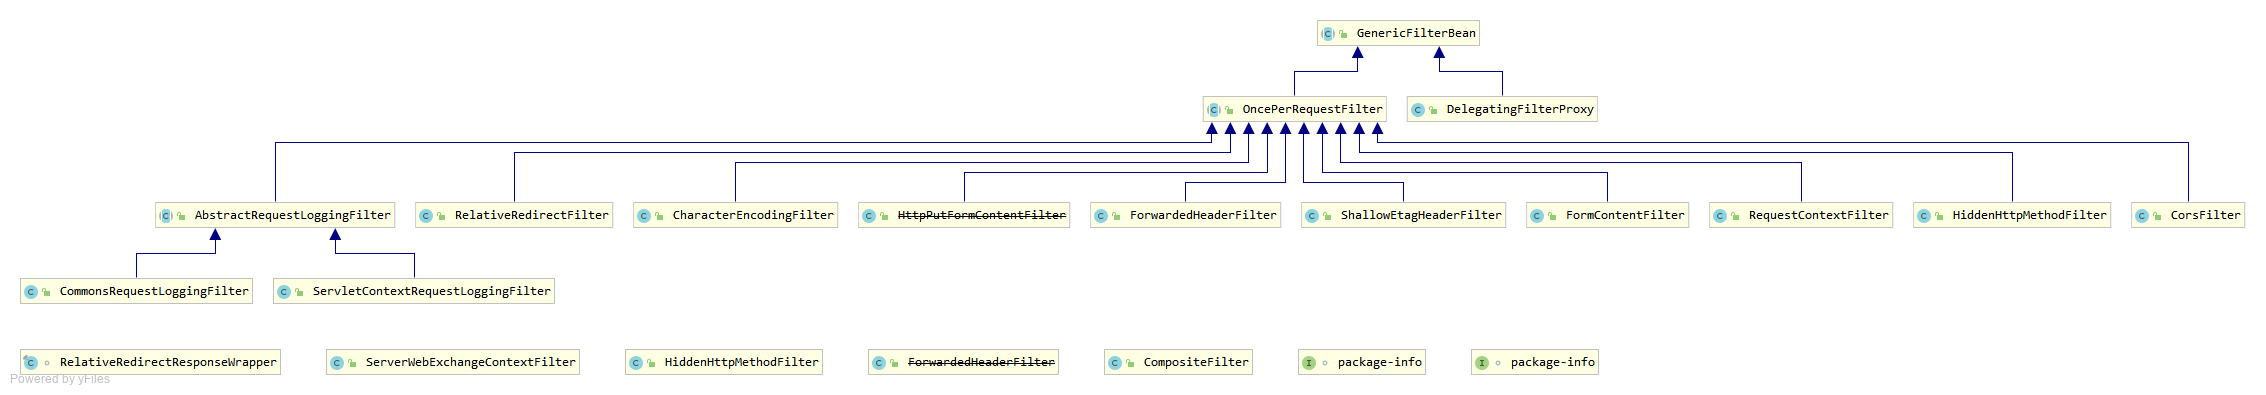 GenericFilterBean
OncePerRequestFilter
DelegatingFilterProxy
AbstractRequestLoggingFilter
RelativeRedirectFilter
CharacterEncodingFilter
HttpPutFormContentFilter
ForwardedHeaderFilter
ShallowEtagHeaderFilter
FormContentFilter
RequestContextFilter
HiddenHttpMethodFilter
CorsFilter
CommonsRequestLoggingFilter
ServletContextRequestLoggingFilter
RelativeRedirectResponseWrapper
ServerWebExchangeContextFilter
HiddenHttpMethodFilter
ForwardedHeaderFilter
CompositeFilter
package-info
package-info
Powered by yFiles